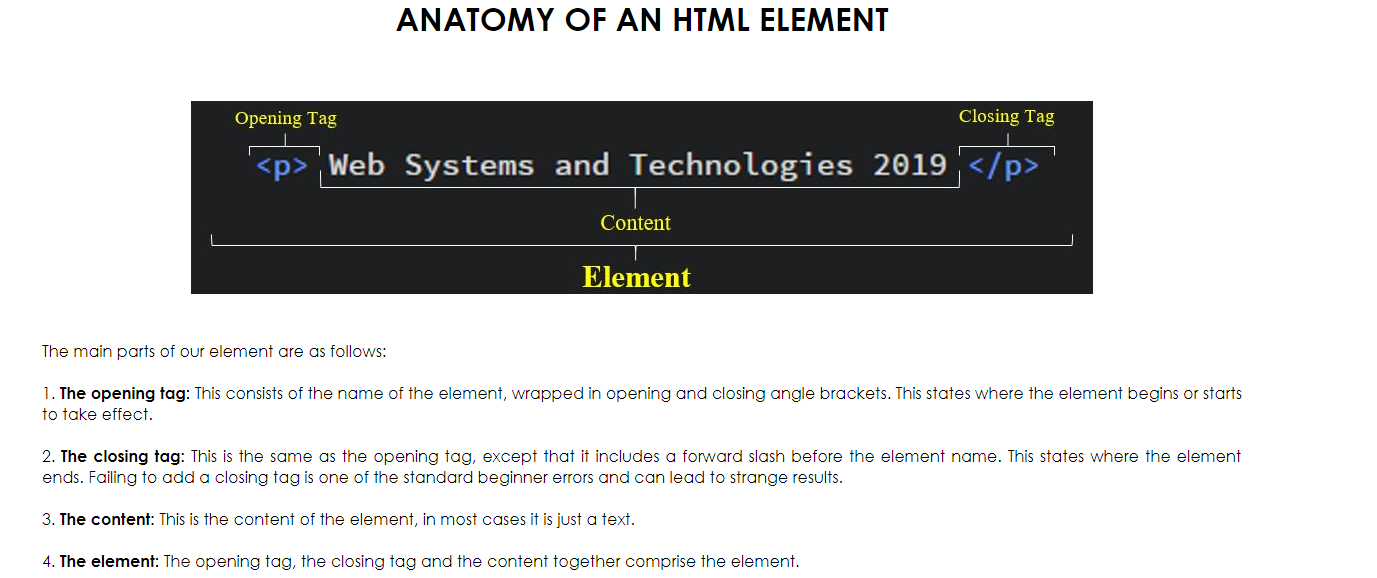 ANATOMY OF AN HTML ELEMENT
Opening Tag
Closing Tag
<p> Web Systems and Technologies 2019 </p>
Content
Element
The main parts of our element are as follows:
1. The opening tag: This consists of the name of the element, wrapped in opening and closing angle brackets. This states where the element begins or starts
to take effect.
2. The closing tag: This is the same as the opening tag, except that it includes a forward slash before the element name. This states where the element
ends. Failing to add a closing tag is one of the standard beginner errors and can lead to strange results.
3. The content: This is the content of the element, in most cases it is just a text.
4. The element: The opening tag, the closing tag and the content together comprise the element.